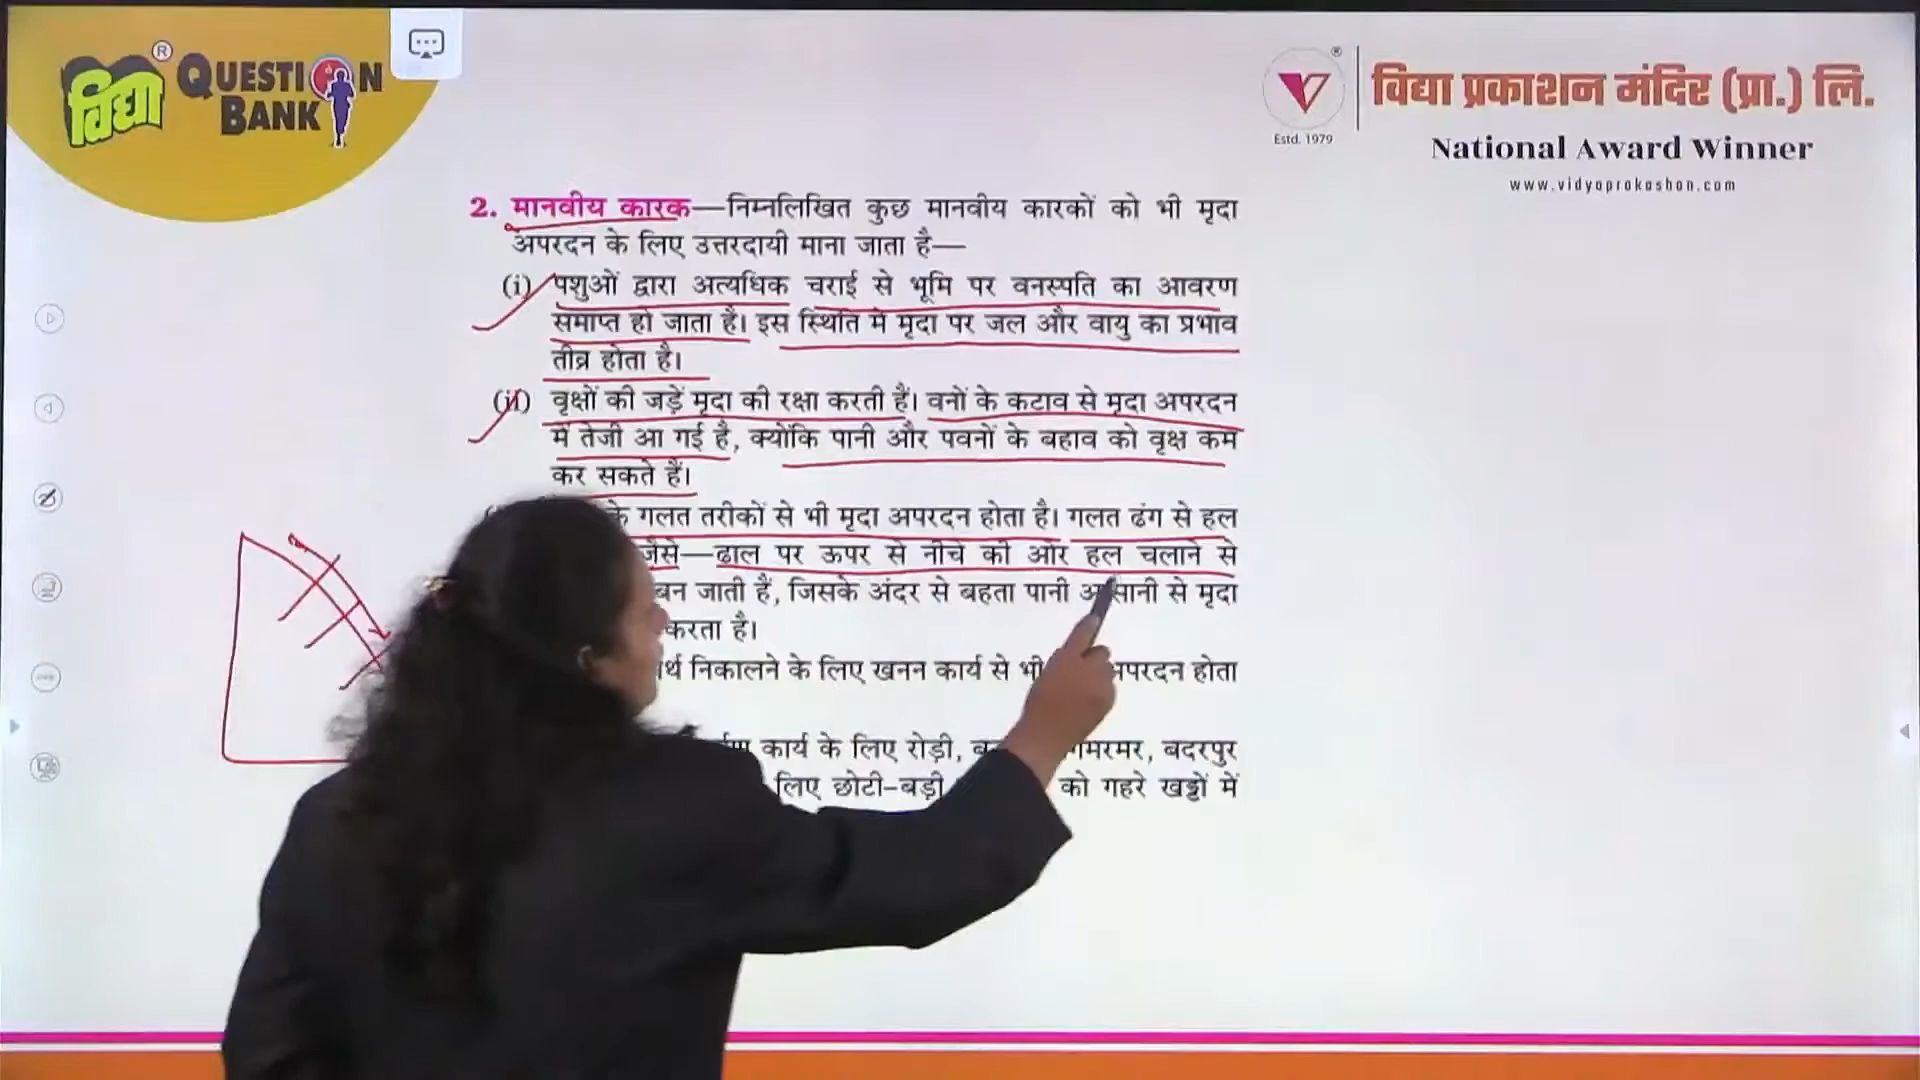 विद्या
®
QUESTION
BANK
®
Estd. 1979
विद्या प्रकाशन मंदिर (प्रा.) लि.
National Award Winner
www.vidyaprakashan.com
2. मानवीय कारक—निम्नलिखित कुछ मानवीय कारकों को भी मृदा
अपरदन के लिए उत्तरदायी माना जाता है—
(i) पशुओं द्वारा अत्यधिक चराई से भूमि पर वनस्पति का आवरण
समाप्त हो जाता है। इस स्थिति में मृदा पर जल और वायु का प्रभाव
तीव्र होता है।
(ii) वृक्षों की जड़ें मृदा की रक्षा करती हैं। वनों के कटाव से मृदा अपरदन
में तेजी आ गई है, क्योंकि पानी और पवनों के बहाव को वृक्ष कम
कर सकते हैं।
के गलत तरीकों से भी मृदा अपरदन होता है। गलत ढंग से हल
जैसे—ढाल पर ऊपर से नीचे की ओर हल चलाने से
बन जाती हैं, जिसके अंदर से बहता पानी आसानी से मृदा
करता है।
निकालने के लिए खनन कार्य से भी अपरदन होता
कार्य के लिए रोड़ी, बदरपुर
लिए छोटी-बड़ी को गहरे खड्डों में